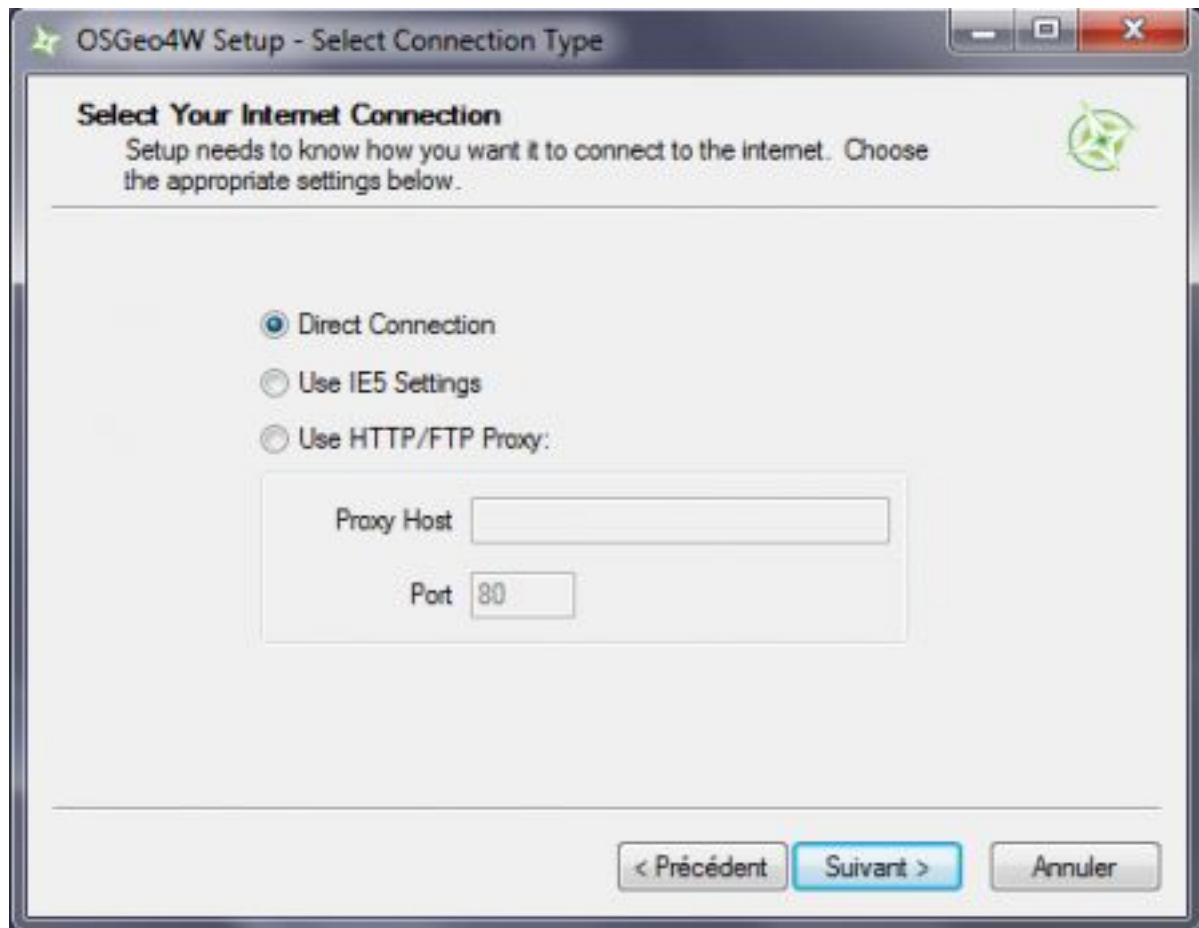 OSGeo4W Setup - Select Connection Type
Select Your Internet Connection
Setup needs to know how you want it to connect to the internet. Choose
the appropriate settings below.
Direct Connection
Use IE5 Settings
Use HTTP/FTP Proxy:
Proxy Host
Port 80
< Précédent Suivant > Annuler